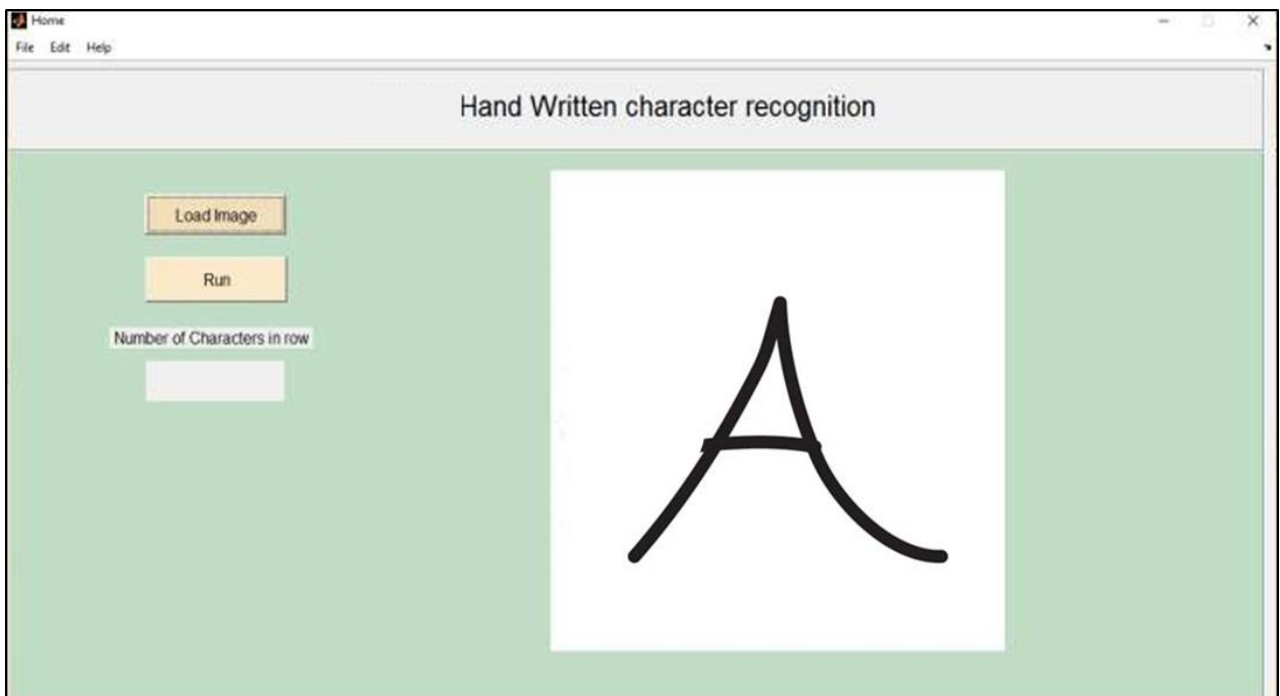 Home
File Edit Help
Hand Written character recognition
Load Image
Run
Number of Characters in row
A